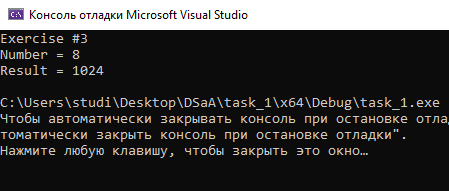 Консоль отладки Microsoft Visual Studio
Exercise #3
Number = 8
Result = 1024
C:\Users\studi\Desktop\DSaA\task_1\x64\Debug\task_1.exe
Чтобы автоматически закрывать консоль при остановке
томатически закрыть консоль при остановке отладки".
Нажмите любую клавишу, чтобы закрыть это окно…